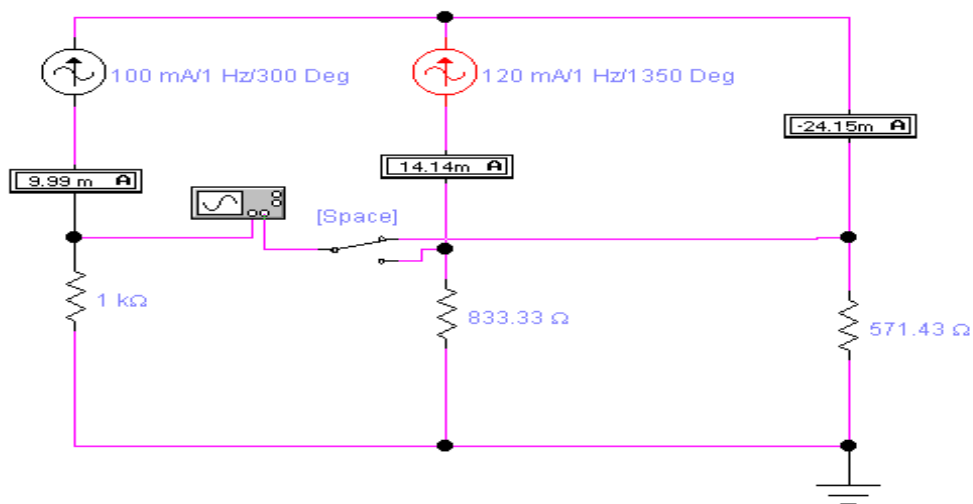 100 mA/1 Hz/300 Deg
120 mA/1 Hz/1350 Deg
-24.15m A
14.14m A
9.99 m A
[Space]
1 kΩ
833.33 Ω
571.43 Ω